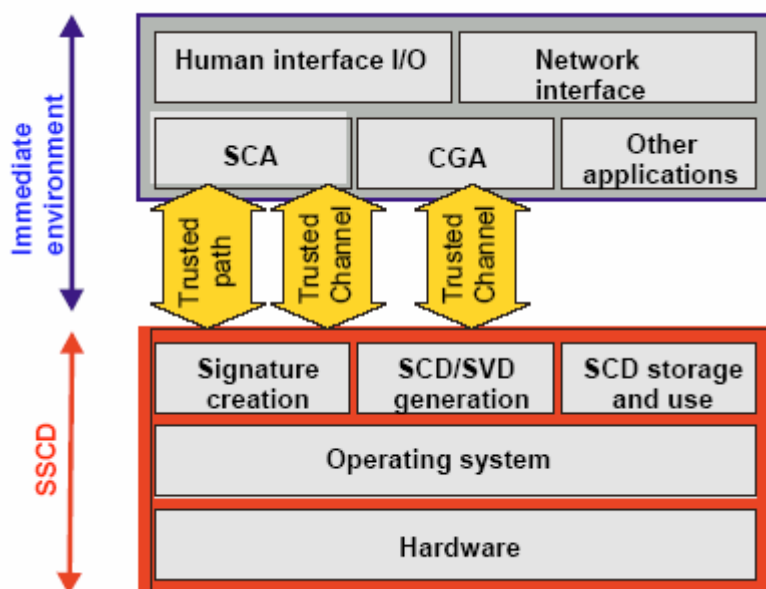 Immediate
environment
Human interface I/O
Network
interface
SCA
CGA
Other
applications
Trusted
path
Trusted
Channel
Trusted
Channel
SSCD
Signature
creation
SCD/SVD
generation
SCD storage
and use
Operating system
Hardware